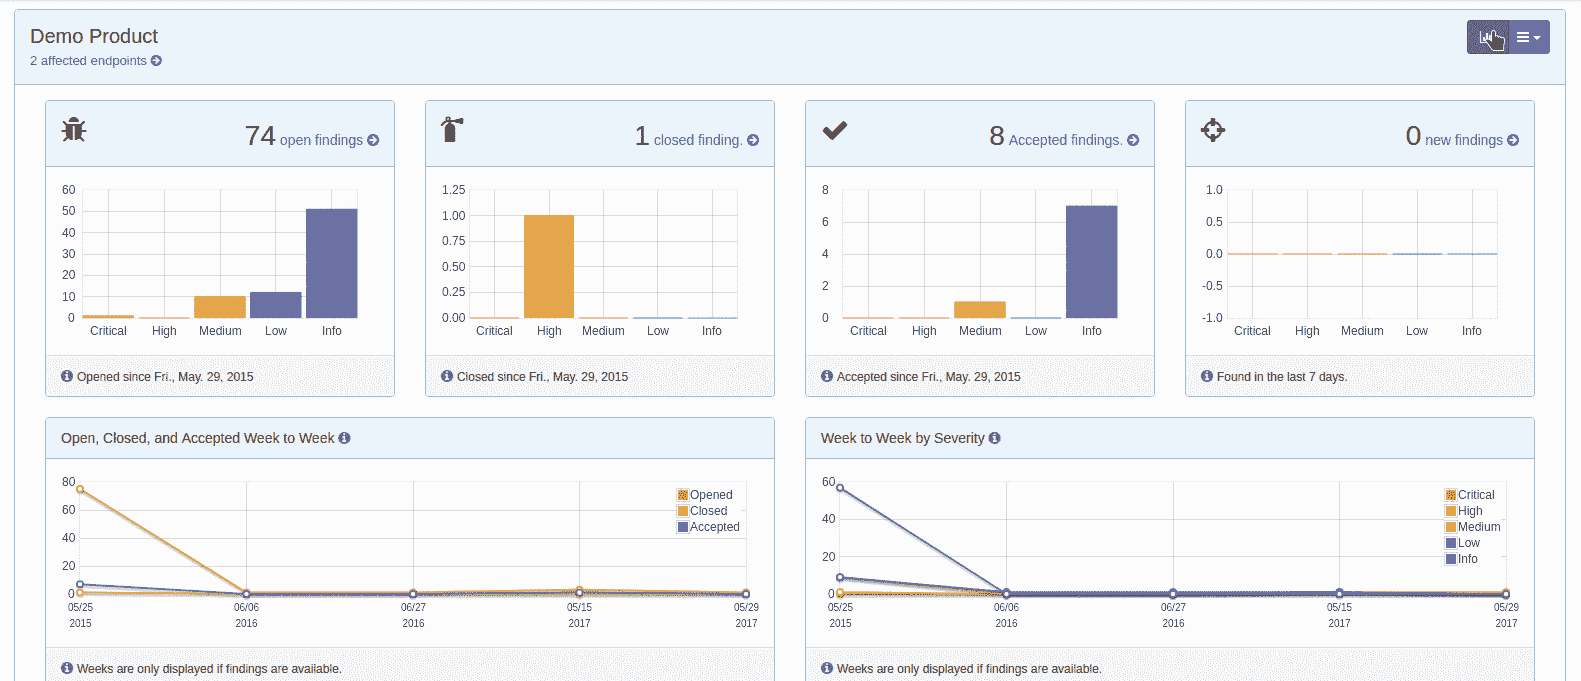 Demo Product
2 affected endpoints
74 open findings
60
50
40
30
20
10
0
Critical High Medium Low Info
Opened since Fri., May. 29, 2015
1 closed finding.
1.25
1.00
0.75
0.50
0.25
0.00
Critical High Medium Low Info
Closed since Fri., May. 29, 2015
8 Accepted findings.
8
6
4
2
0
Critical High Medium Low Info
Accepted since Fri., May. 29, 2015
0 new findings
1.0
0.5
0.0
-0.5
-1.0
Critical High Medium Low Info
Found in the last 7 days.
Open, Closed, and Accepted Week to Week
80
60
40
20
0
Opened
Closed
Accepted
05/25 06/06 06/27 05/15 05/29
2015 2016 2016 2017 2017
Weeks are only displayed if findings are available.
Week to Week by Severity
60
40
20
0
Critical
High
Medium
Low
Info
05/25 06/06 06/27 05/15 05/29
2015 2016 2016 2017 2017
Weeks are only displayed if findings are available.